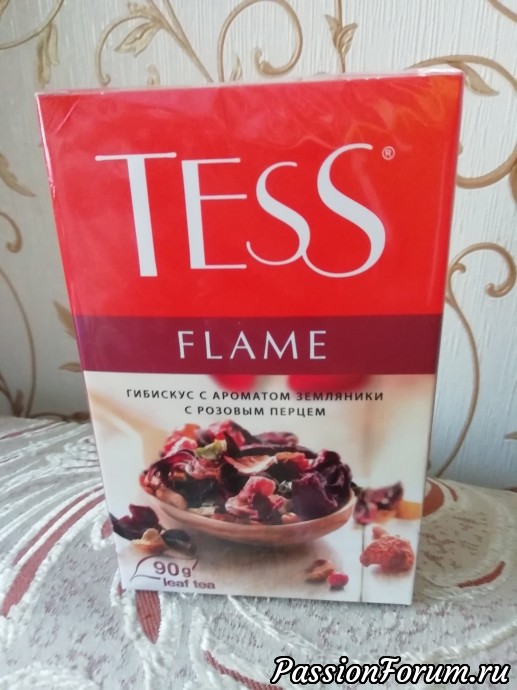 TESS®
FLAME
ГИБИСКУС С АРОМАТОМ ЗЕМЛЯНИКИ
С РОЗОВЫМ ПЕРЦЕМ
90g
leaf tea
PassionForum.ru